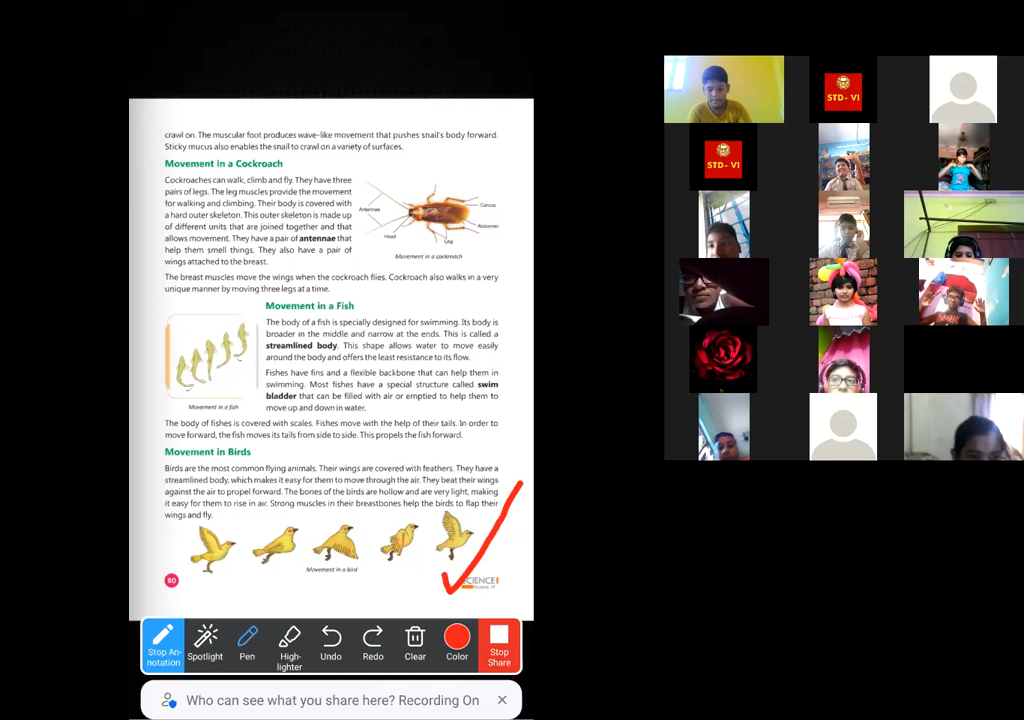 crawl on. The muscular foot produces wave-like movement that pushes snail's body forward.
Sticky mucus also enables the snail to crawl on a variety of surfaces.
Movement in a Cockroach
Cockroaches can walk, climb and fly. They have three
pairs of legs. The leg muscles provide the movement
for walking and climbing. Their body is covered with
a hard outer skeleton. This outer skeleton is made up
of different units that are joined together and that
allows movement. They have a pair of antennae that
help them smell things. They also have a pair of
wings attached to the breast.
Antennae
Head
Leg
Cercus
Abdomen
Movement in a cockroach
The breast muscles move the wings when the cockroach flies. Cockroach also walks in a very
unique manner by moving three legs at a time.
Movement in a Fish
The body of a fish is specially designed for swimming. Its body is
broader in the middle and narrow at the ends. This is called a
streamlined body. This shape allows water to move easily
around the body and offers the least resistance to its flow.
Fishes have fins and a flexible backbone that can help them in
swimming. Most fishes have a special structure called swim
bladder that can be filled with air or emptied to help them to
move up and down in water.
Movement in a fish
The body of fishes is covered with scales. Fishes move with the help of their tails. In order to
move forward, the fish moves its tails from side to side. This propels the fish forward.
Movement in Birds
Birds are the most common flying animals. Their wings are covered with feathers. They have a
streamlined body, which makes it easy for them to move through the air. They beat their wings
against the air to propel forward. The bones of the birds are hollow and are very light, making
it easy for them to rise in air. Strong muscles in their breastbones help the birds to flap their
wings and fly.
Movement in a bird
80
CIENCE
Stop An-
notation
Spotlight
Pen
High-
lighter
Undo
Redo
Clear
Color
Stop
Share
Who can see what you share here? Recording On
STD- VI
STD- VI